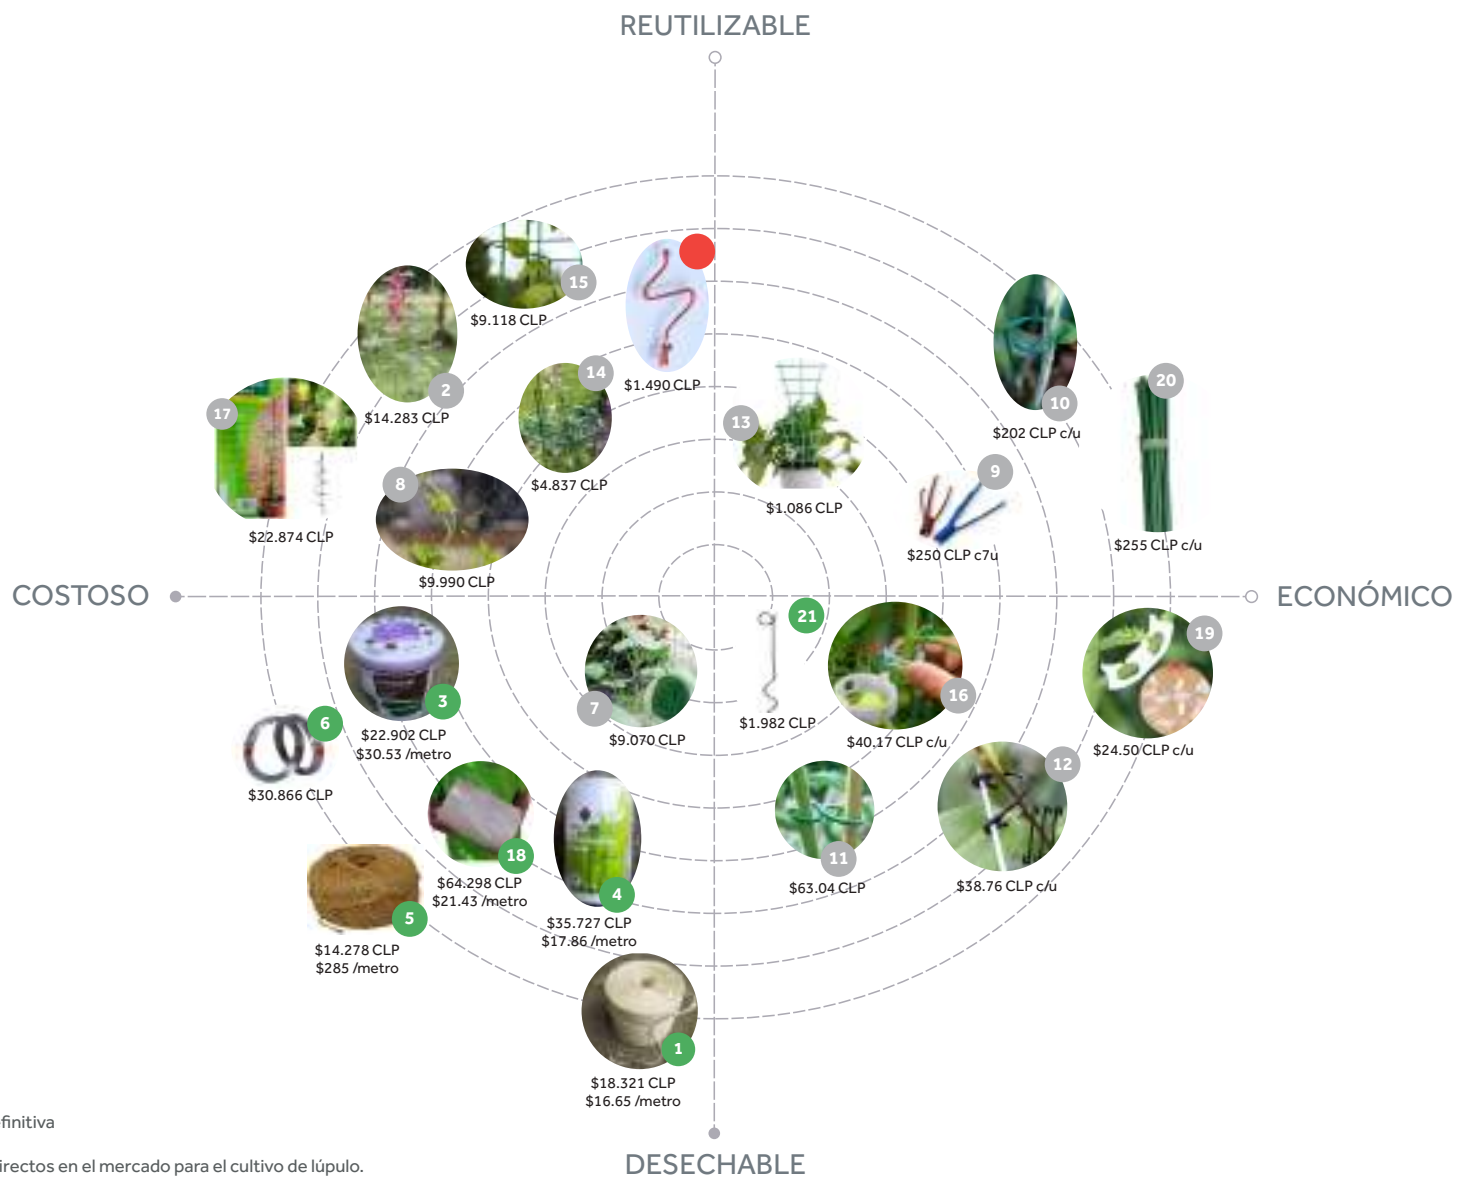 REUTILIZABLE
15
$9.118 CLP
2
$14.283 CLP
14
$4.837 CLP
$1.490 CLP
13
$1.086 CLP
10
$202 CLP c/u
20
$255 CLP c/u
9
$250 CLP c7u
17
$22.874 CLP
8
$9.990 CLP
COSTOSO
ECONÓMICO
3
$22.902 CLP
$30.53 /metro
6
$30.866 CLP
7
$9.070 CLP
21
$1.982 CLP
16
$40.17 CLP c/u
19
$24.50 CLP c/u
12
$38.76 CLP c/u
11
$63.04 CLP
18
$64.298 CLP
$21.43 /metro
4
$35.727 CLP
$17.86 /metro
5
$14.278 CLP
$285 /metro
1
$18.321 CLP
$16.65 /metro
finitiva
irectos en el mercado para el cultivo de lúpulo.
DESECHABLE